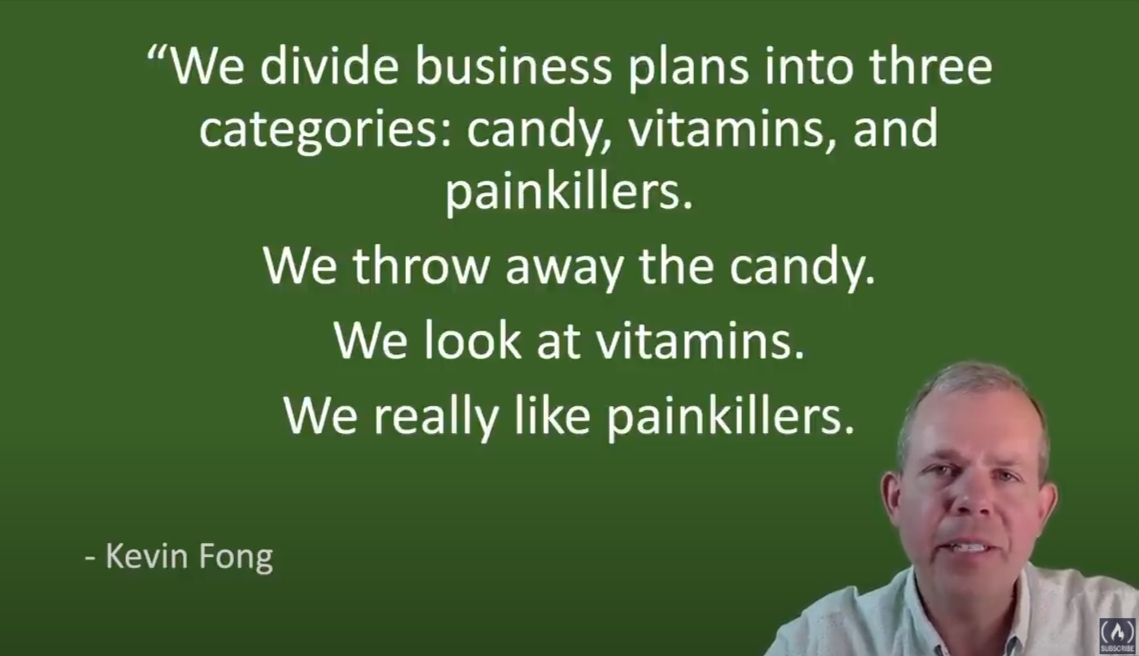 “We divide business plans into three
categories: candy, vitamins, and
painkillers.
We throw away the candy.
We look at vitamins.
We really like painkillers.
- Kevin Fong
SUBSCRIBE